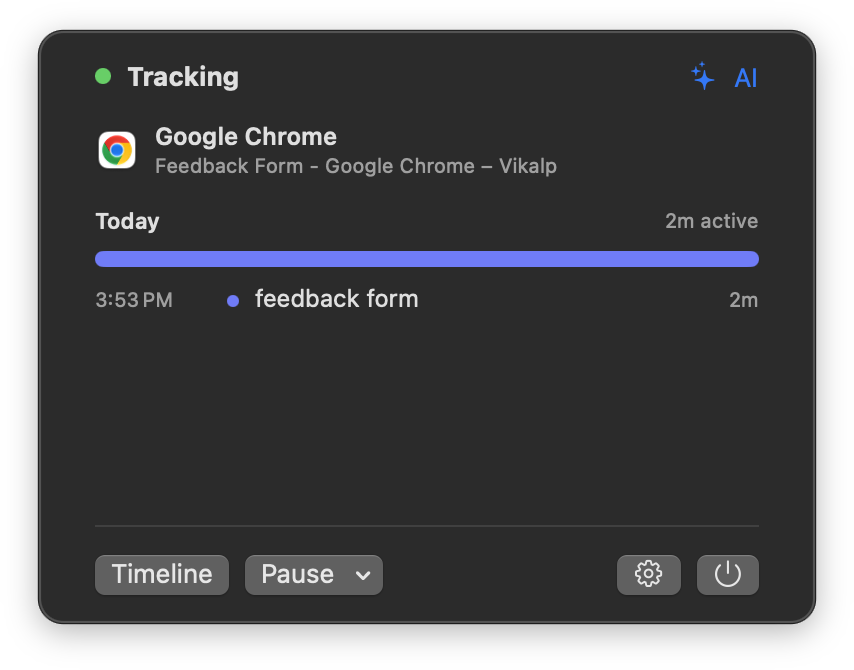 Tracking AI
Google Chrome
Feedback Form - Google Chrome – Vikalp
Today 2m active
3:53 PM feedback form 2m
Timeline Pause